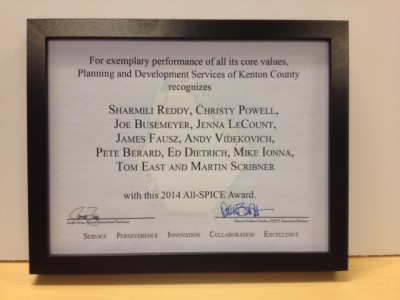 For exemplary performance of all its core values,
Planning and Development Services of Kenton County
recognizes
SHARMILI REDDY, CHRISTY POWELL,
JOE BUSEMEYER, JENNA LECOUNT,
JAMES FAUSZ, ANDY VIDEKOVICH,
PETE BERARD, ED DIETRICH, MIKE IONNA,
TOM EAST AND MARTIN SCRIBNER
with this 2014 All-SPICE Award.
SERVICE PERSEVERENCE INNOVATION COLLABORATION EXCELLENCE